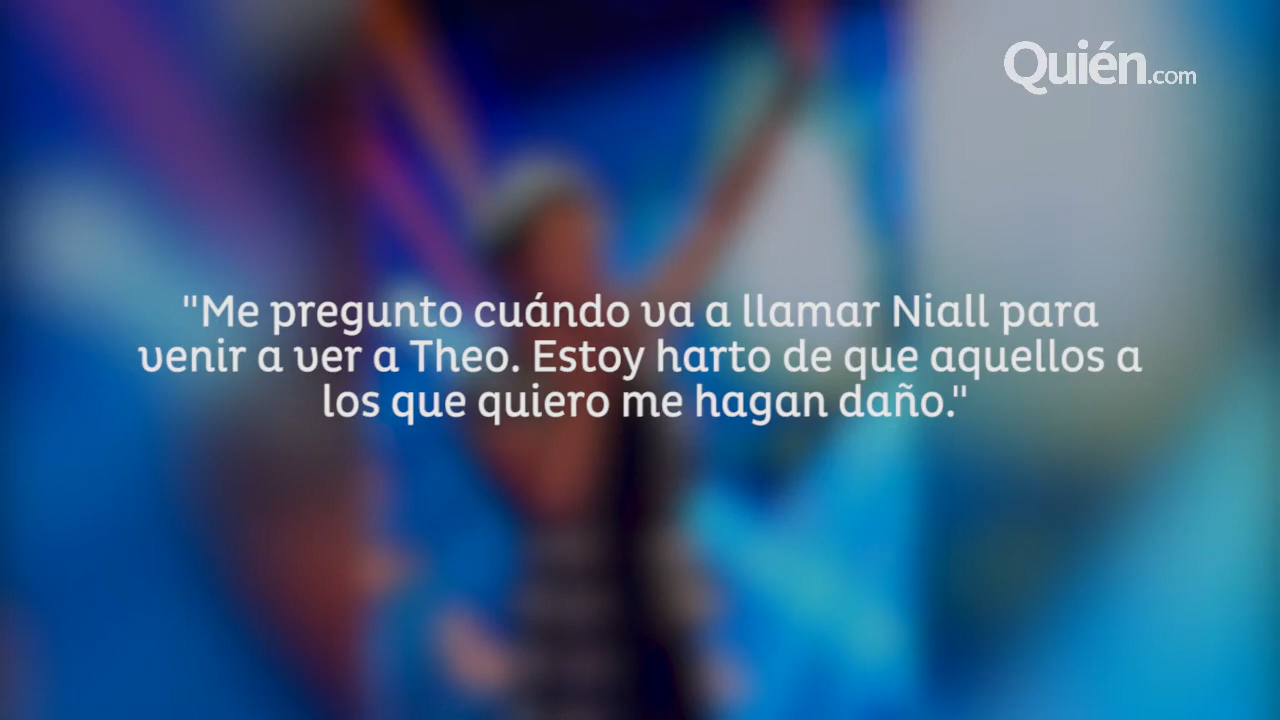 Quién.com
"Me pregunto cuándo va a llamar Niall para
venir a ver a Theo. Estoy harto de que aquellos a
los que quiero me hagan daño."